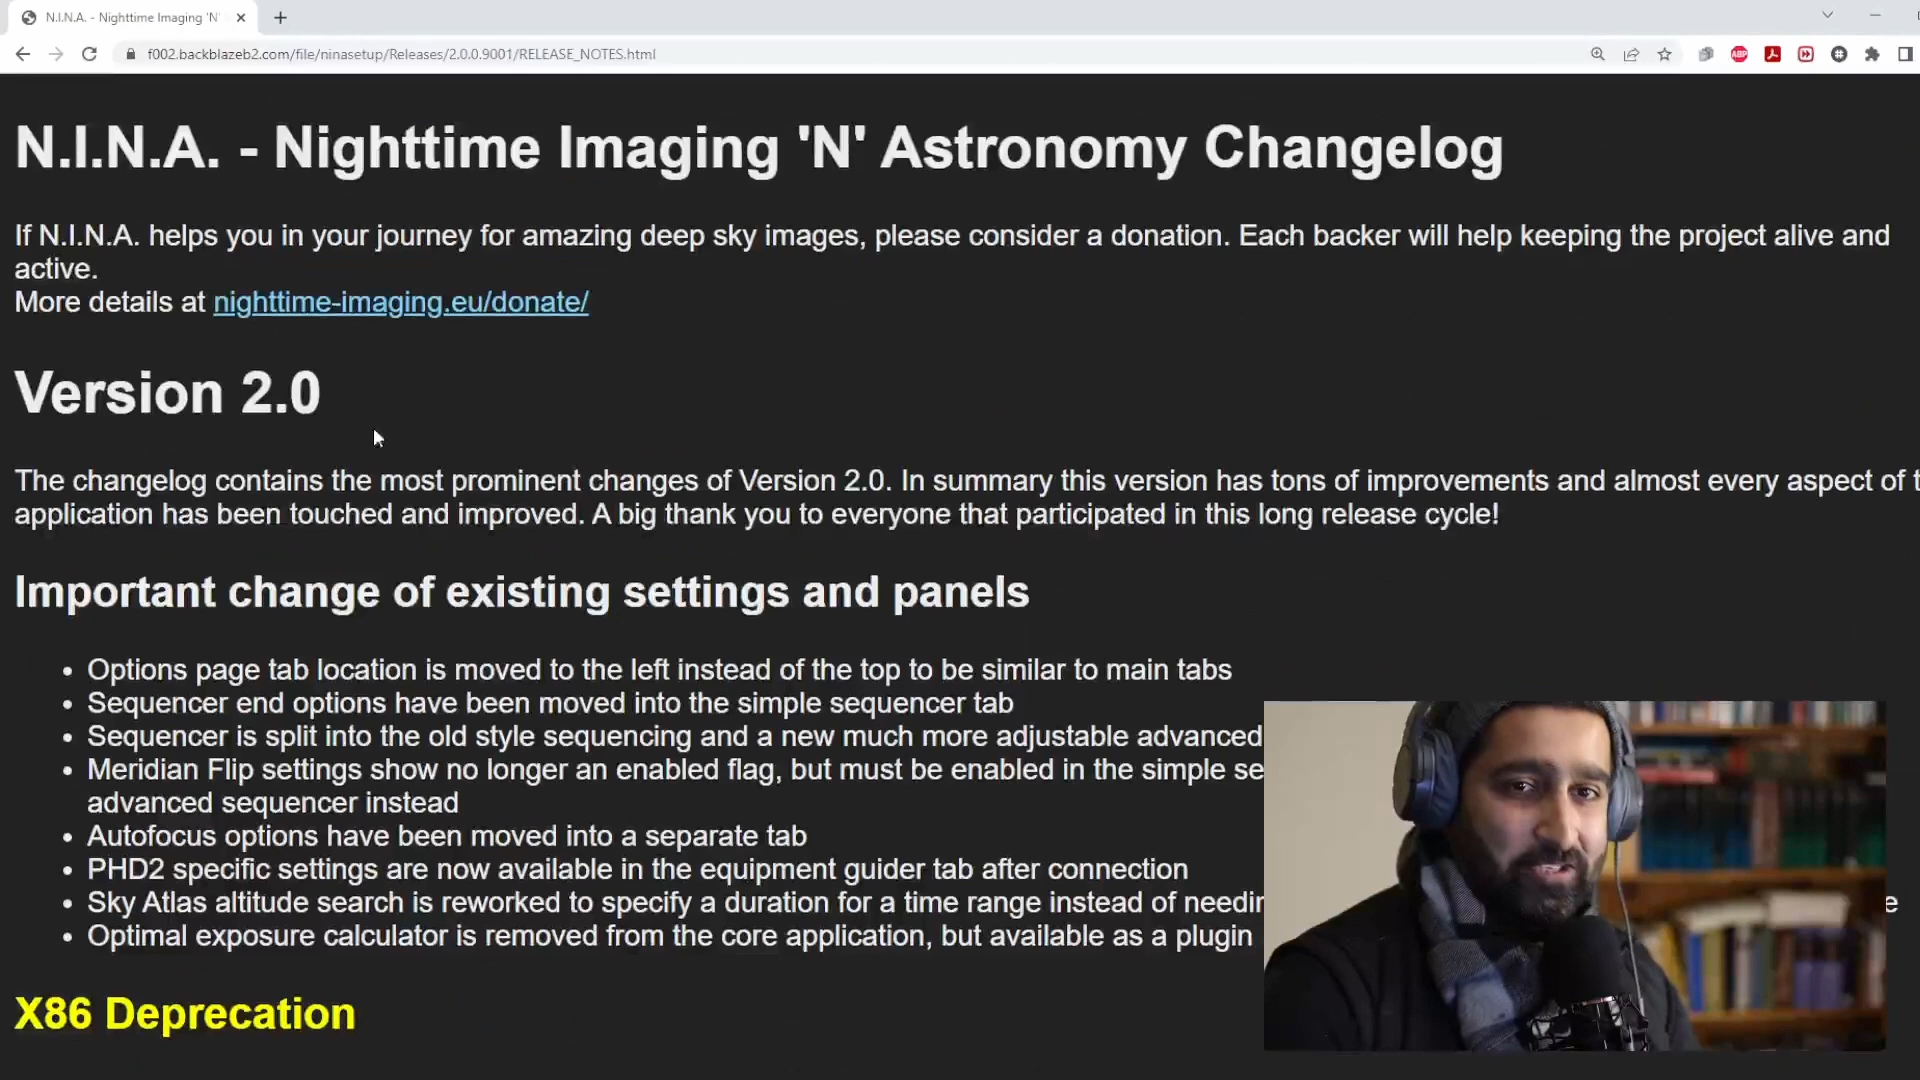 N.I.N.A. - Nighttime Imaging 'N'
f002.backblazeb2.com/file/ninasetup/Releases/2.0.0.9001/RELEASE_NOTES.html
ABP
N.I.N.A. - Nighttime Imaging 'N' Astronomy Changelog
If N.I.N.A. helps you in your journey for amazing deep sky images, please consider a donation. Each backer will help keeping the project alive and
active.
More details at nighttime-imaging.eu/donate/
Version 2.0
The changelog contains the most prominent changes of Version 2.0. In summary this version has tons of improvements and almost every aspect of t
application has been touched and improved. A big thank you to everyone that participated in this long release cycle!
Important change of existing settings and panels
• Options page tab location is moved to the left instead of the top to be similar to main tabs
• Sequencer end options have been moved into the simple sequencer tab
• Sequencer is split into the old style sequencing and a new much more adjustable advanced
• Meridian Flip settings show no longer an enabled flag, but must be enabled in the simple se
advanced sequencer instead
• Autofocus options have been moved into a separate tab
• PHD2 specific settings are now available in the equipment guider tab after connection
• Sky Atlas altitude search is reworked to specify a duration for a time range instead of needin e
• Optimal exposure calculator is removed from the core application, but available as a plugin
X86 Deprecation